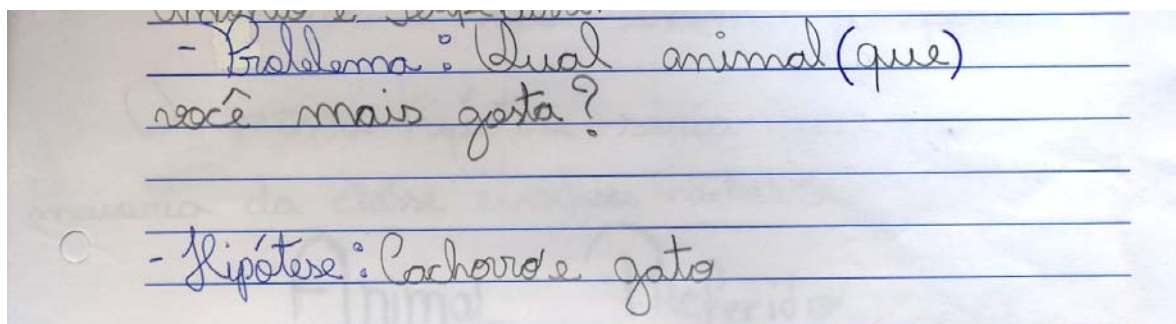 - Problema: Qual animal (que)
você mais gosta?
- Hipótese: Cachorro e gato